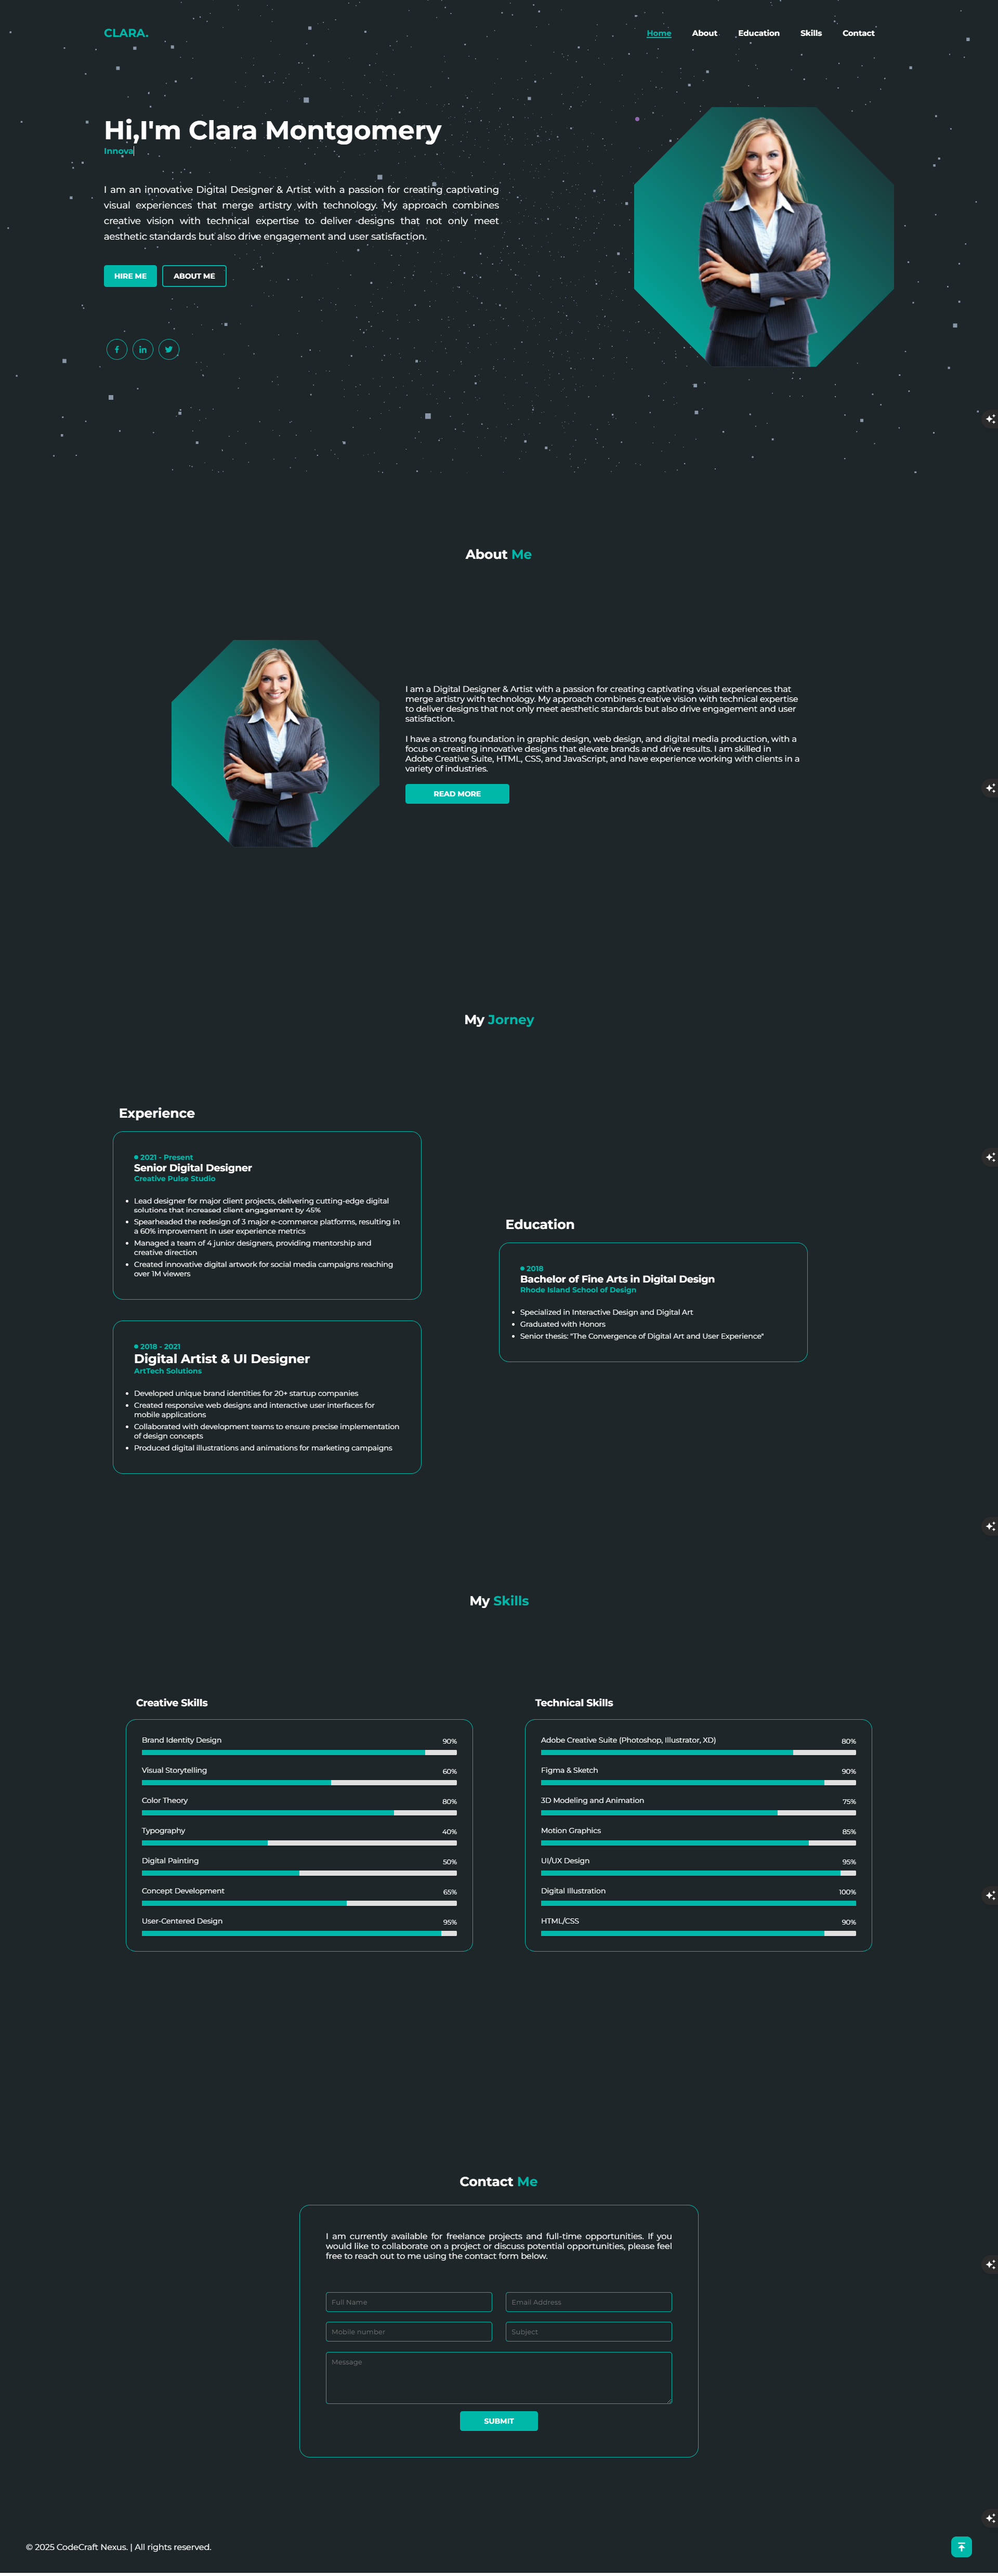 CLARA.
Home About Education Skills Contact
Hi,I'm Clara Montgomery
Innova
I am an innovative Digital Designer & Artist with a passion for creating captivating
visual experiences that merge artistry with technology. My approach combines
creative vision with technical expertise to deliver designs that not only meet
aesthetic standards but also drive engagement and user satisfaction.
HIRE ME ABOUT ME
About Me
I am a Digital Designer & Artist with a passion for creating captivating visual experiences that
merge artistry with technology. My approach combines creative vision with technical expertise
to deliver designs that not only meet aesthetic standards but also drive engagement and user
satisfaction.
I have a strong foundation in graphic design, web design, and digital media production, with a
focus on creating innovative designs that elevate brands and drive results. I am skilled in
Adobe Creative Suite, HTML, CSS, and JavaScript, and have experience working with clients in a
variety of industries.
READ MORE
My Jorney
Experience
2021 - Present
Senior Digital Designer
Creative Pulse Studio
Lead designer for major client projects, delivering cutting-edge digital
solutions that increased client engagement by 45%
Spearheaded the redesign of 3 major e-commerce platforms, resulting in
a 60% improvement in user experience metrics
Managed a team of 4 junior designers, providing mentorship and
creative direction
Created innovative digital artwork for social media campaigns reaching
over 1M viewers
2018 - 2021
Digital Artist & UI Designer
ArtTech Solutions
Developed unique brand identities for 20+ startup companies
Created responsive web designs and interactive user interfaces for
mobile applications
Collaborated with development teams to ensure precise implementation
of design concepts
Produced digital illustrations and animations for marketing campaigns
Education
2018
Bachelor of Fine Arts in Digital Design
Rhode Island School of Design
Specialized in Interactive Design and Digital Art
Graduated with Honors
Senior thesis: "The Convergence of Digital Art and User Experience"
My Skills
Creative Skills
Brand Identity Design 90%
Visual Storytelling 60%
Color Theory 80%
Typography 40%
Digital Painting 50%
Concept Development 65%
User-Centered Design 95%
Technical Skills
Adobe Creative Suite (Photoshop, Illustrator, XD) 80%
Figma & Sketch 90%
3D Modeling and Animation 75%
Motion Graphics 85%
UI/UX Design 95%
Digital Illustration 100%
HTML/CSS 90%
Contact Me
I am currently available for freelance projects and full-time opportunities. If you
would like to collaborate on a project or discuss potential opportunities, please feel
free to reach out to me using the contact form below.
Full Name Email Address
Mobile number Subject
Message
SUBMIT
© 2025 CodeCraft Nexus. | All rights reserved.